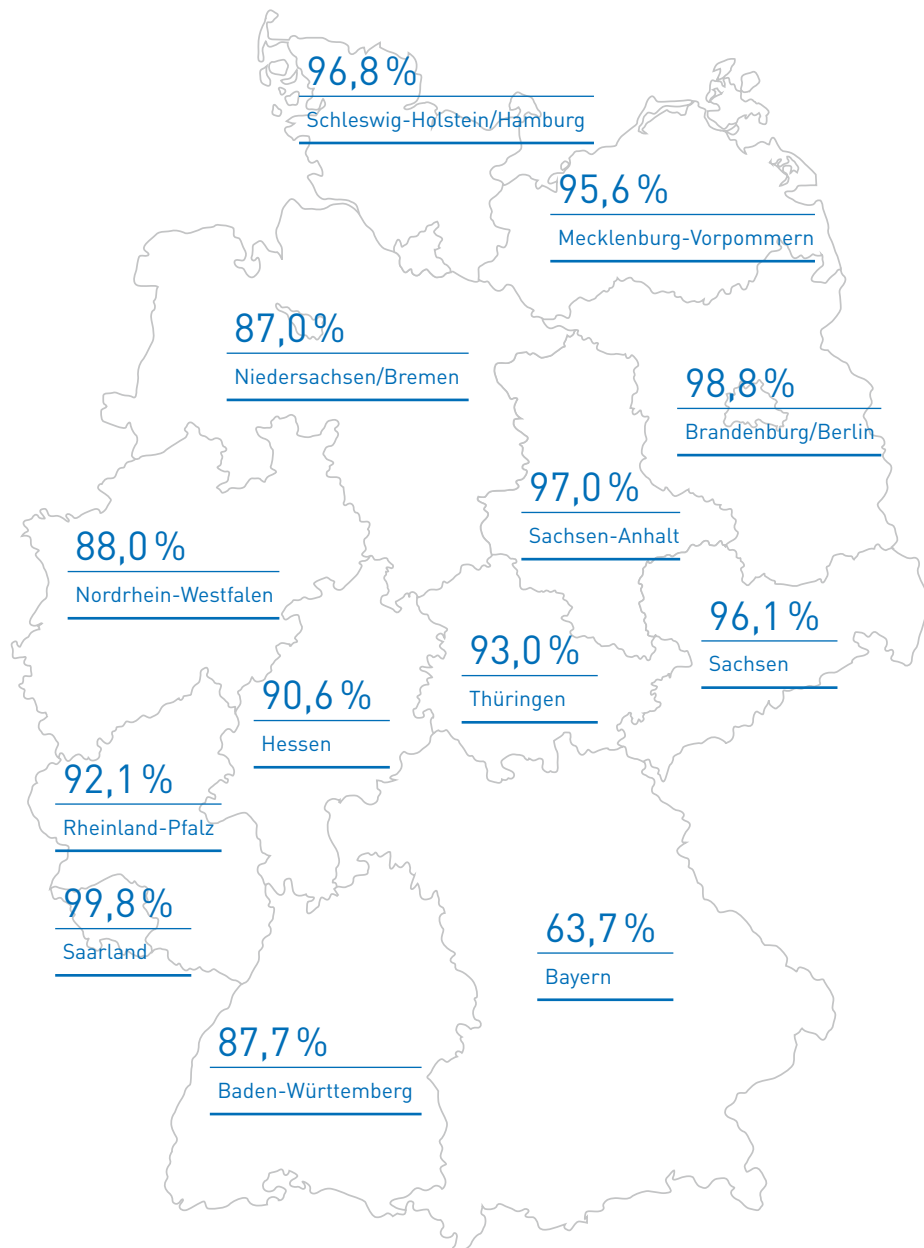 96,8 %
Schleswig-Holstein/Hamburg
95,6 %
Mecklenburg-Vorpommern
87,0 %
Niedersachsen/Bremen
98,8 %
Brandenburg/Berlin
97,0 %
Sachsen-Anhalt
88,0 %
Nordrhein-Westfalen
96,1 %
Sachsen
93,0 %
Thüringen
90,6 %
Hessen
92,1 %
Rheinland-Pfalz
99,8 %
Saarland
63,7 %
Bayern
87,7 %
Baden-Württemberg